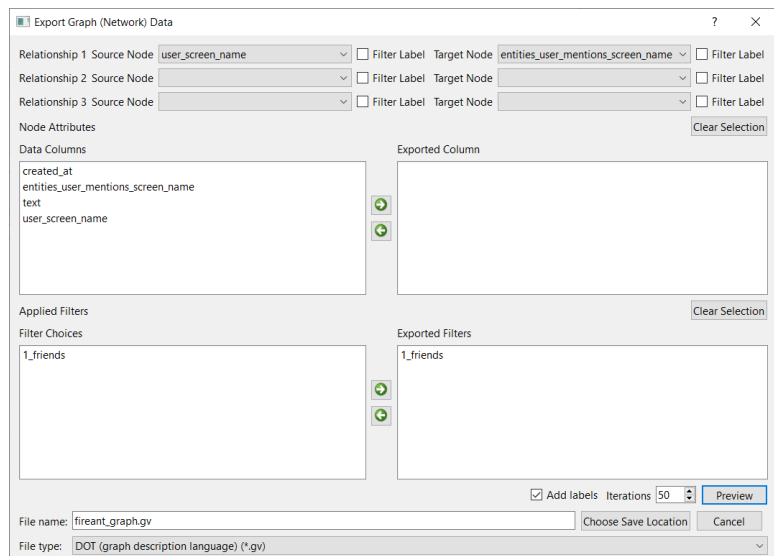 Export Graph (Network) Data
Relationship 1 Source Node user_screen_name Filter Label Target Node entities_user_mentions_screen_name Filter Label
Relationship 2 Source Node Filter Label Target Node Filter Label
Relationship 3 Source Node Filter Label Target Node Filter Label
Node Attributes Clear Selection
Data Columns Exported Column
created_at
entities_user_mentions_screen_name
text
user_screen_name
Applied Filters Clear Selection
Filter Choices Exported Filters
1_friends 1_friends
Add labels Iterations 50 Preview
File name: fireant_graph.gv Choose Save Location Cancel
File type: DOT (graph description language) (*.gv)